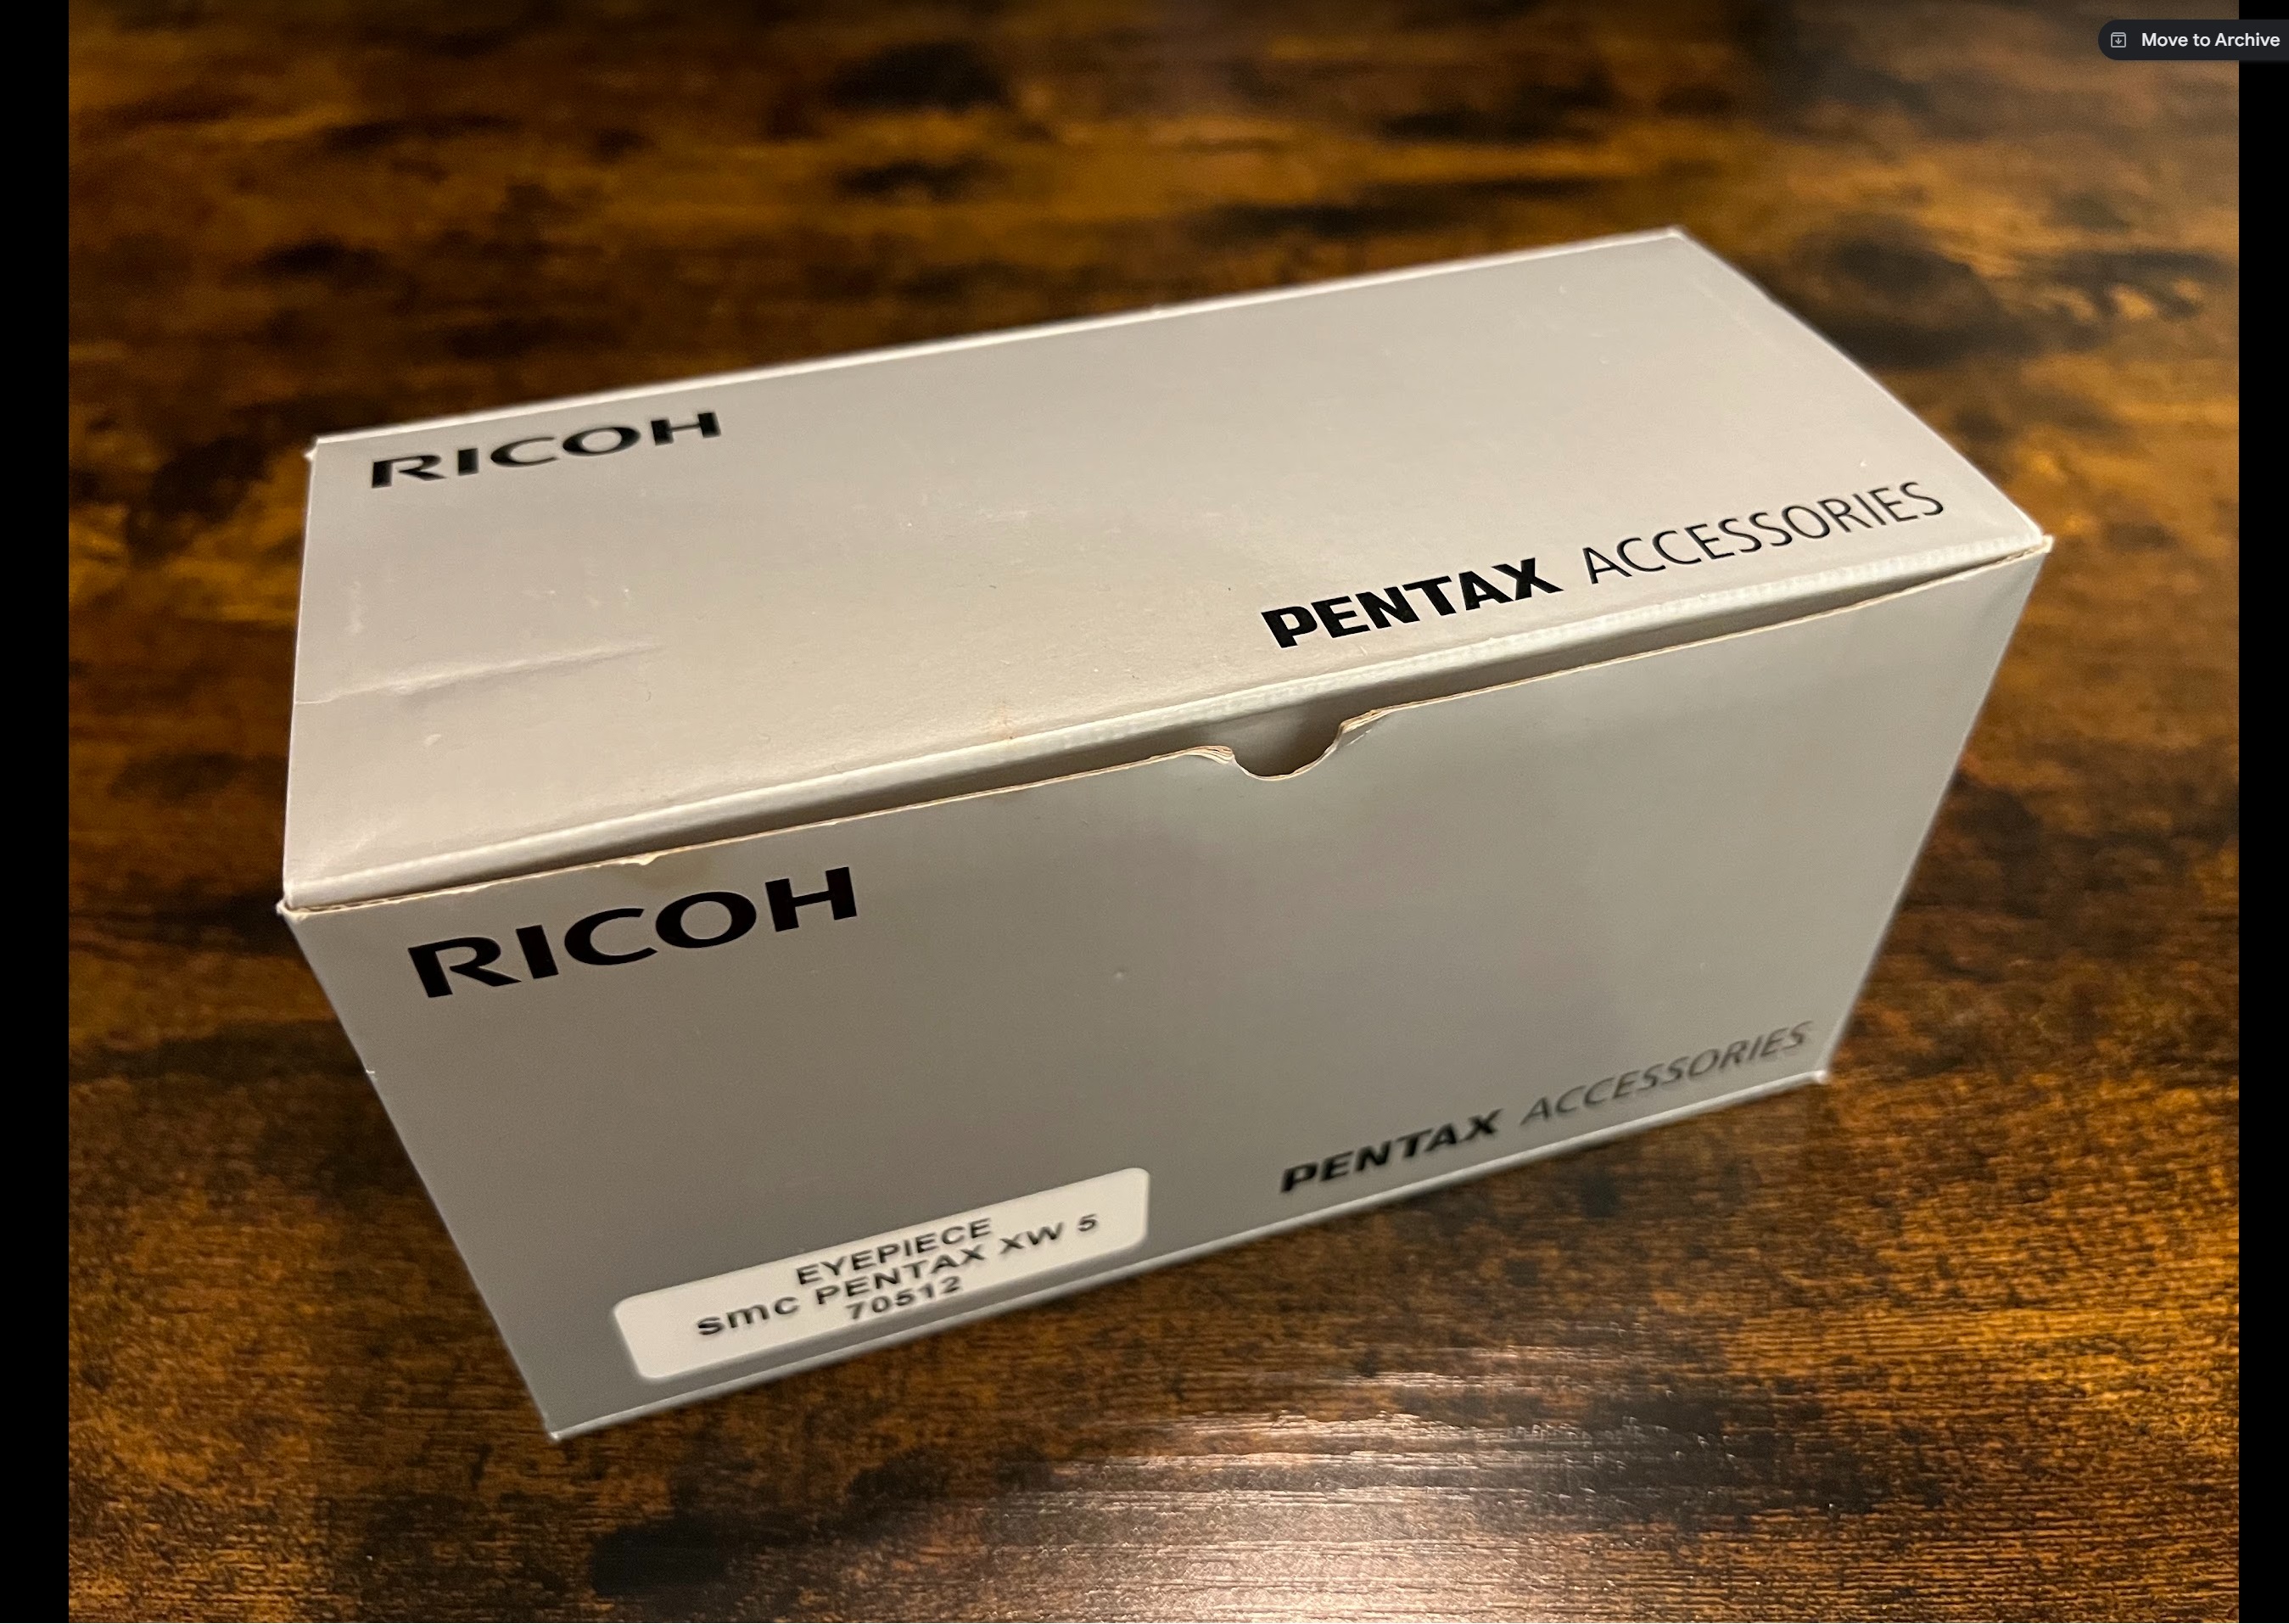 Move to Archive
RICOH
PENTAX ACCESSORIES
RICOH
PENTAX ACCESSORIES
EYEPIECE
smc PENTAX XW 5
70512